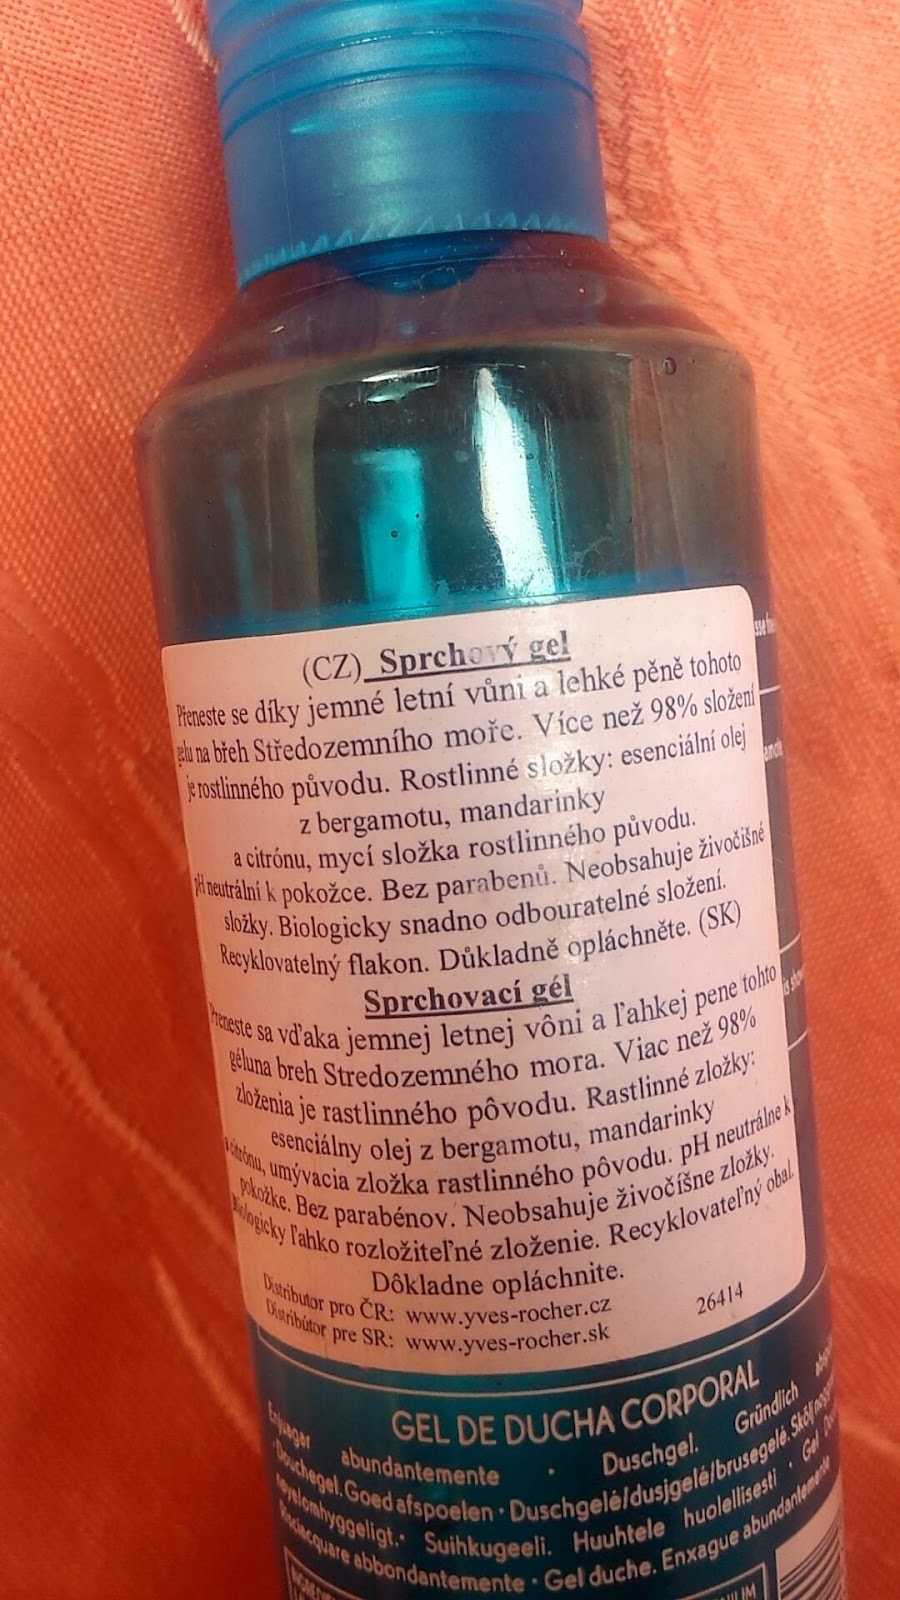 (CZ) Sprchový gel
Přeneste se díky jemné letní vůni a lehké pěně tohoto
gelu na břeh Středozemního moře. Více než 98% složení
je rostlinného původu. Rostlinné složky: esenciální olej
z bergamotu, mandarinky
a citrónu, mycí složka rostlinného původu.
pH neutrální k pokožce. Bez parabenů. Neobsahuje živočišné
složky. Biologicky snadno odbouratelné složení.
Recyklovatelný flakon. Důkladně opláchněte. (SK)
Sprchovací gél
Preneste sa vďaka jemnej letnej vôni a ľahkej pene tohto
géluna breh Stredozemného mora. Viac než 98%
zloženia je rastlinného pôvodu. Rastlinné zložky:
esenciálny olej z bergamotu, mandarinky
a citrónu, umývacia zložka rastlinného pôvodu. pH neutrálne k
pokožke. Bez parabénov. Neobsahuje živočíšne zložky.
Biologicky ľahko rozložiteľné zloženie. Recyklovateľný obal.
Dôkladne opláchnite.
Distributor pro ČR: www.yves-rocher.cz
Distribútor pre SR: www.yves-rocher.sk 26414
GEL DE DUCHA CORPORAL
Enjuagar abundantemente · Duschgel. Gründlich
Douchegel. Goed afspoelen · Duschgelé/dusjgelé/brusegelé. Skölj
· Suihkugeeli. Huuhtele huolellisesti · Gel
abbondantemente · Gel duche. Enxague abundantemente